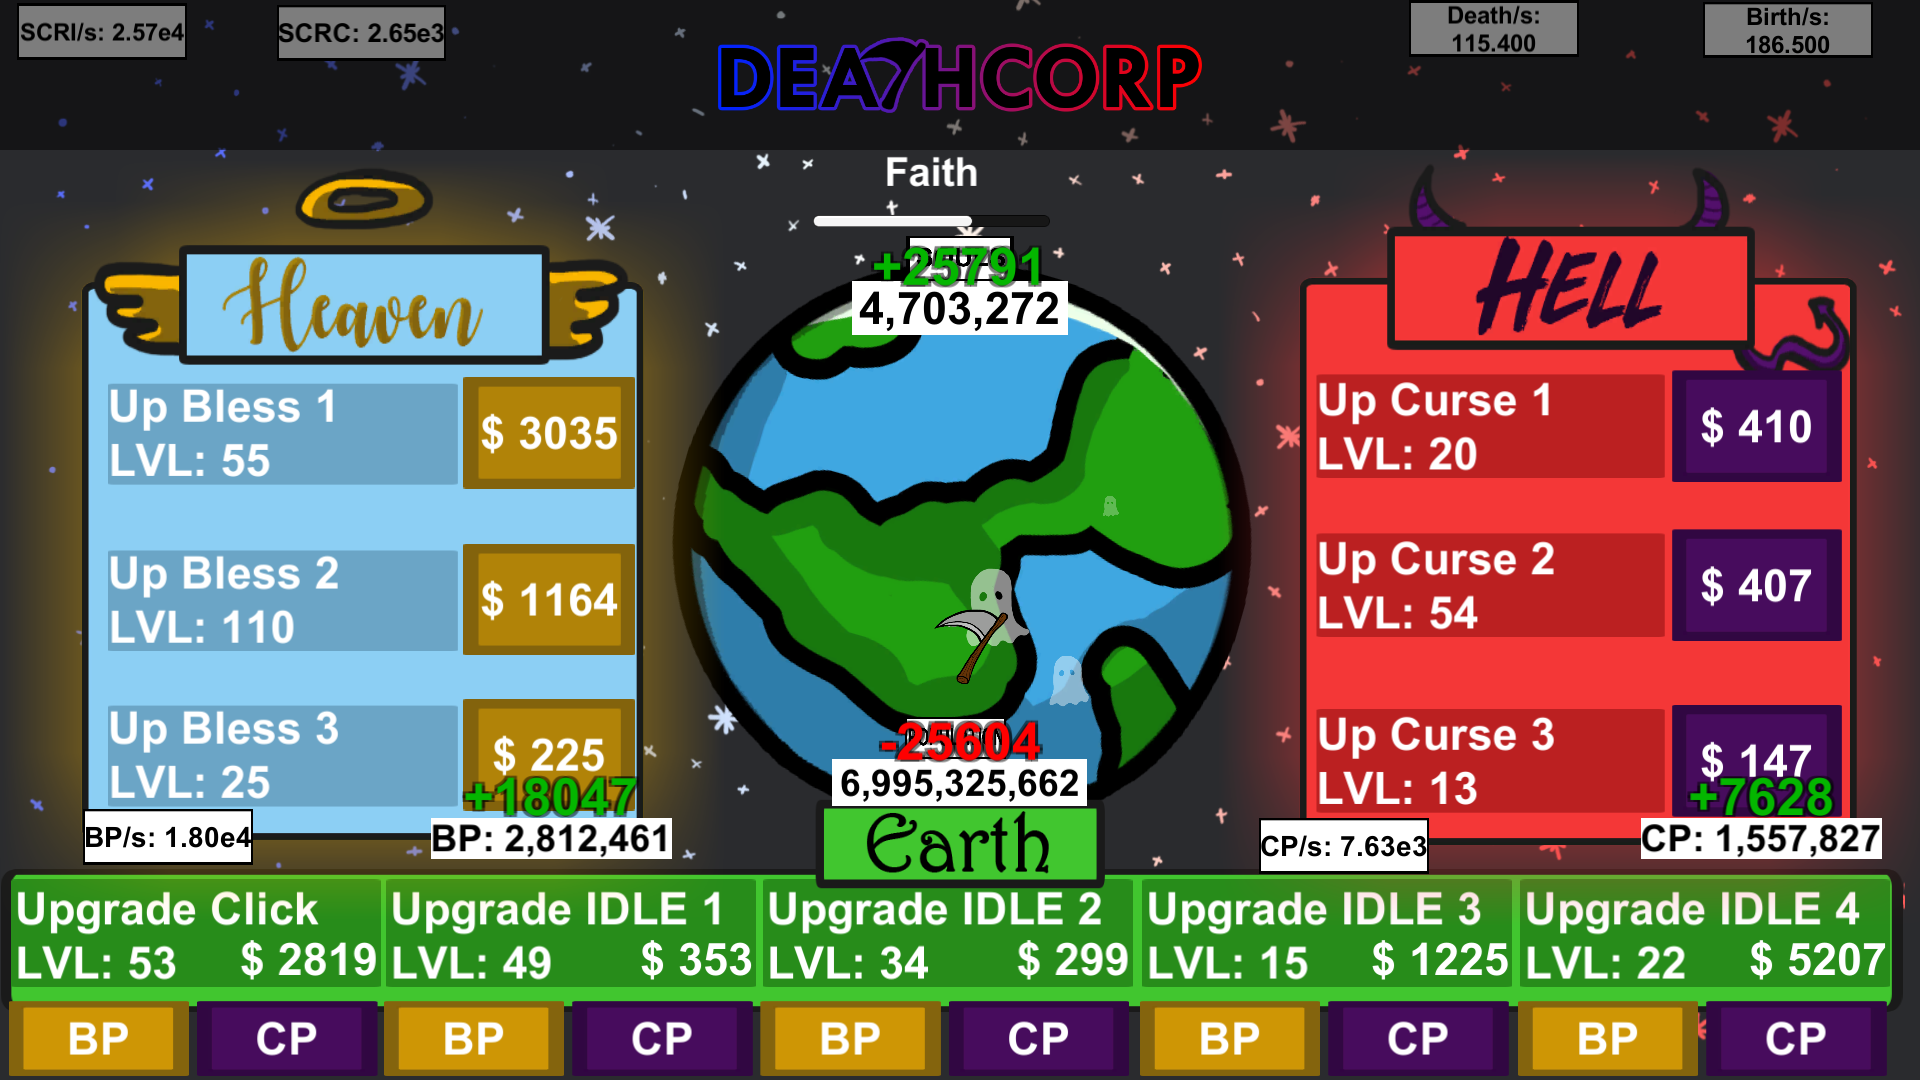 SCRI/s: 2.57e4
SCRC: 2.65e3
DEATHCORP
Death/s:
115.400
Birth/s:
186.500
Faith
+25791
4,703,272
Heaven
Up Bless 1
LVL: 55
$ 3035
Up Bless 2
LVL: 110
$ 1164
Up Bless 3
LVL: 25
$ 225
+18047
BP/s: 1.80e4
BP: 2,812,461
-25604
6,995,325,662
Earth
HELL
Up Curse 1
LVL: 20
$ 410
Up Curse 2
LVL: 54
$ 407
Up Curse 3
LVL: 13
$ 147
+7628
CP/s: 7.63e3
CP: 1,557,827
Upgrade Click
LVL: 53 $ 2819
Upgrade IDLE 1
LVL: 49 $ 353
Upgrade IDLE 2
LVL: 34 $ 299
Upgrade IDLE 3
LVL: 15 $ 1225
Upgrade IDLE 4
LVL: 22 $ 5207
BP CP BP CP BP CP BP CP BP CP